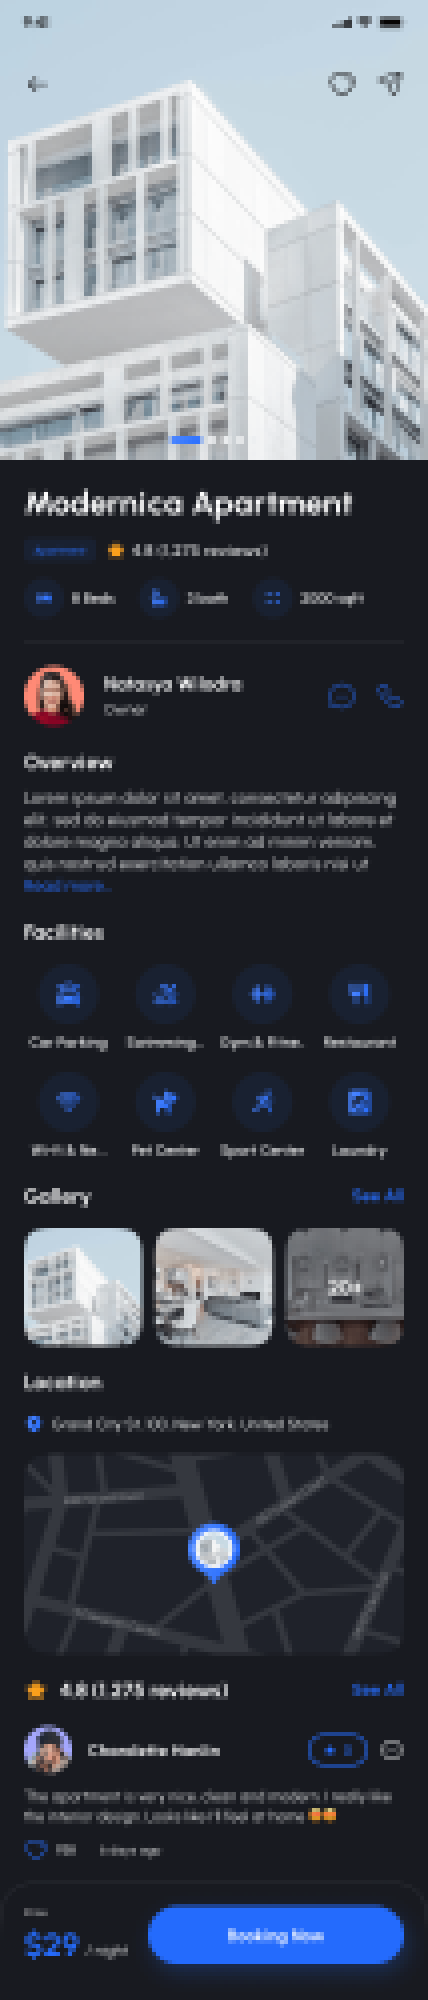 9:41
Modernica Apartment
Apartment
4.8 (1,275 reviews)
8 Beds
3 bath
2000 sqft
Natasya Wilodra
Owner
Overview
Lorem ipsum dolor sit amet, consectetur adipiscing
elit, sed do eiusmod tempor incididunt ut labore et
dolore magna aliqua. Ut enim ad minim veniam,
quis nostrud exercitation ullamco laboris nisi ut
Read more...
Facilities
Car Parking
Swimming...
Gym & Fitne...
Restaurant
Wi-fi & Ne...
Pet Center
Sport Center
Laundry
Gallery
See All
20+
Location
Grand City St. 100, New York, United States
4.8 (1,275 reviews)
See All
Charolette Hanlin
The apartment is very nice, clean and modern. I really like
the interior design. Looks like I feel at home 😍😍
6 days ago
Price
$29 / night
Booking Now